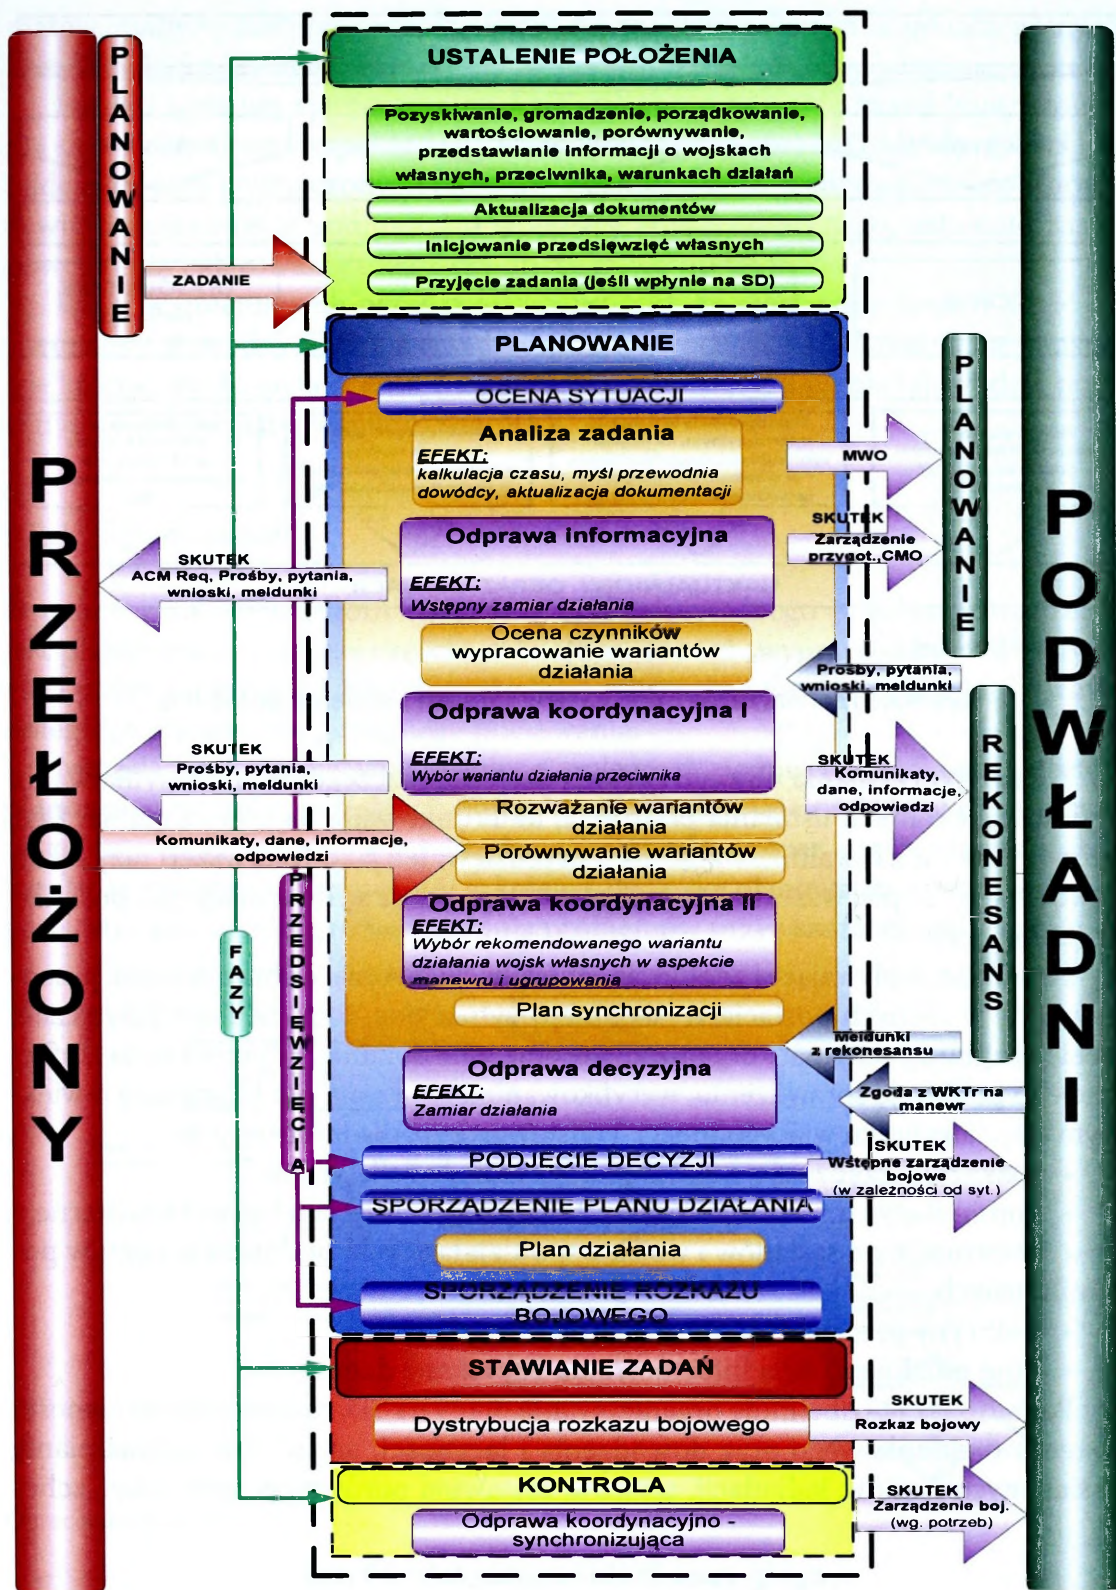 PRZEŁOŻONY
PLANOWANIE
ZADANIE
USTALENIE POŁOŻENIA
Pozyskiwanie, gromadzenie, porządkowanie,
wartościowanie, porównywanie,
przedstawianie informacji o wojskach
własnych, przeciwnika, warunkach działań
Aktualizacja dokumentów
Inicjowanie przedsięwzięć własnych
Przyjęcie zadania (jeśli wpłynie na SD)
PLANOWANIE
OCENA SYTUACJI
Analiza zadania
EFEKT:
kalkulacja czasu, myśl przewodnia
dowódcy, aktualizacja dokumentacji
MWO
PLANOWANIE
Odprawa informacyjna
EFEKT:
Wstępny zamiar działania
SKUTEK
Zarządzenie
przygot.,CMO
SKUTEK
ACM Req, Prośby, pytania,
wnioski, meldunki
Ocena czynników
wypracowanie wariantów
działania
Prośby, pytania,
wnioski, meldunki
Odprawa koordynacyjna I
EFEKT:
Wybór wariantu działania przeciwnika
SKUTEK
Prośby, pytania,
wnioski, meldunki
SKUTEK
Komunikaty,
dane, informacje,
odpowiedzi
REKONESANS
Rozważanie wariantów
działania
Komunikaty, dane, informacje,
odpowiedzi
Porównywanie wariantów
działania
Odprawa koordynacyjna II
EFEKT:
Wybór rekomendowanego wariantu
działania wojsk własnych w aspekcie
manewru i ugrupowania
Plan synchronizacji
Meldunki
z rekonesansu
FAZY
PRZEDSIĘWZIĘCIA
Odprawa decyzyjna
EFEKT:
Zamiar działania
Zgoda z WKTr na
manewr
PODJECIE DECYZJI
SKUTEK
Wstępne zarządzenie
bojowe
(w zależności od syt.)
SPORZĄDZENIE PLANU DZIAŁANIA
Plan działania
SPORZĄDZENIE ROZKAZU
BOJOWEGO
STAWIANIE ZADAŃ
Dystrybucja rozkazu bojowego
SKUTEK
Rozkaz bojowy
KONTROLA
Odprawa koordynacyjno -
synchronizująca
SKUTEK
Zarządzenie boj.
(wg. potrzeb)
PODWŁADNI